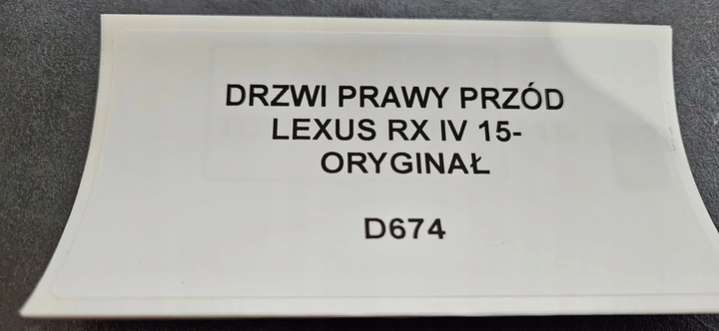 DRZWI PRAWY PRZÓD
LEXUS RX IV 15-
ORYGINAŁ
D674